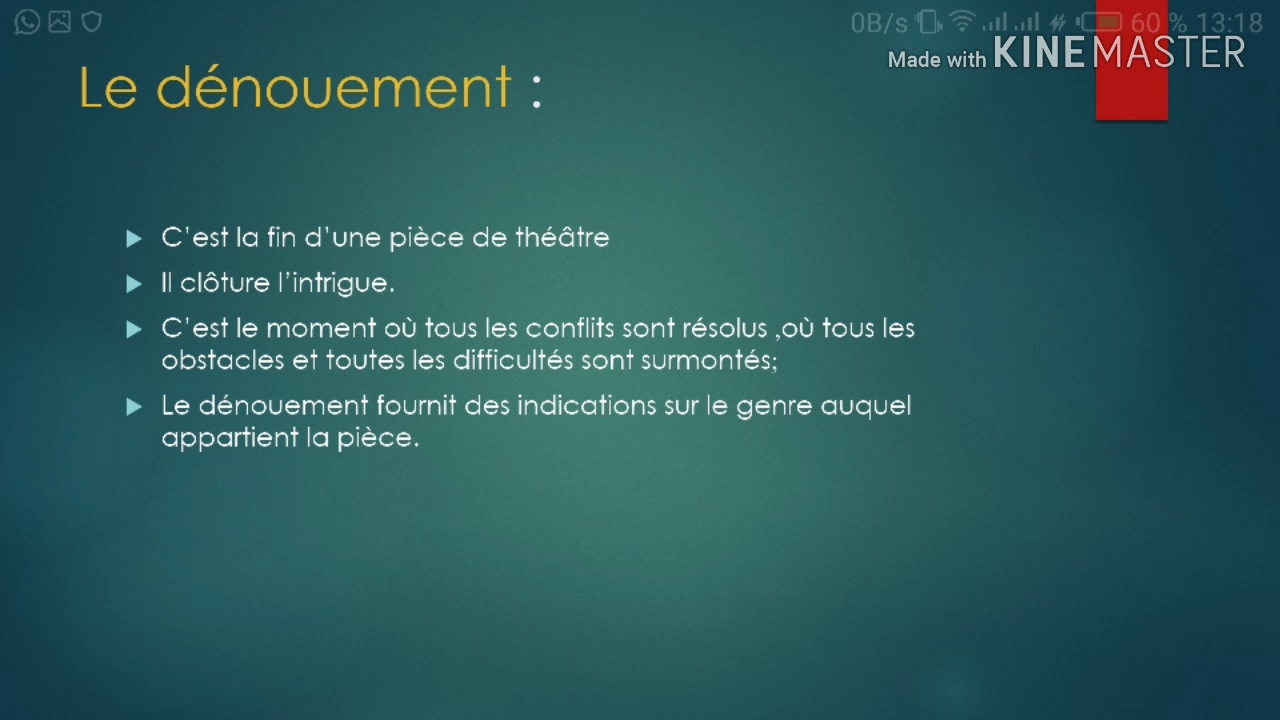 0B/s 60 % 13:18
Made with KINEMASTER
Le dénouement :
C’est la fin d’une pièce de théâtre
Il clôture l’intrigue.
C’est le moment où tous les conflits sont résolus ,où tous les
obstacles et toutes les difficultés sont surmontés;
Le dénouement fournit des indications sur le genre auquel
appartient la pièce.